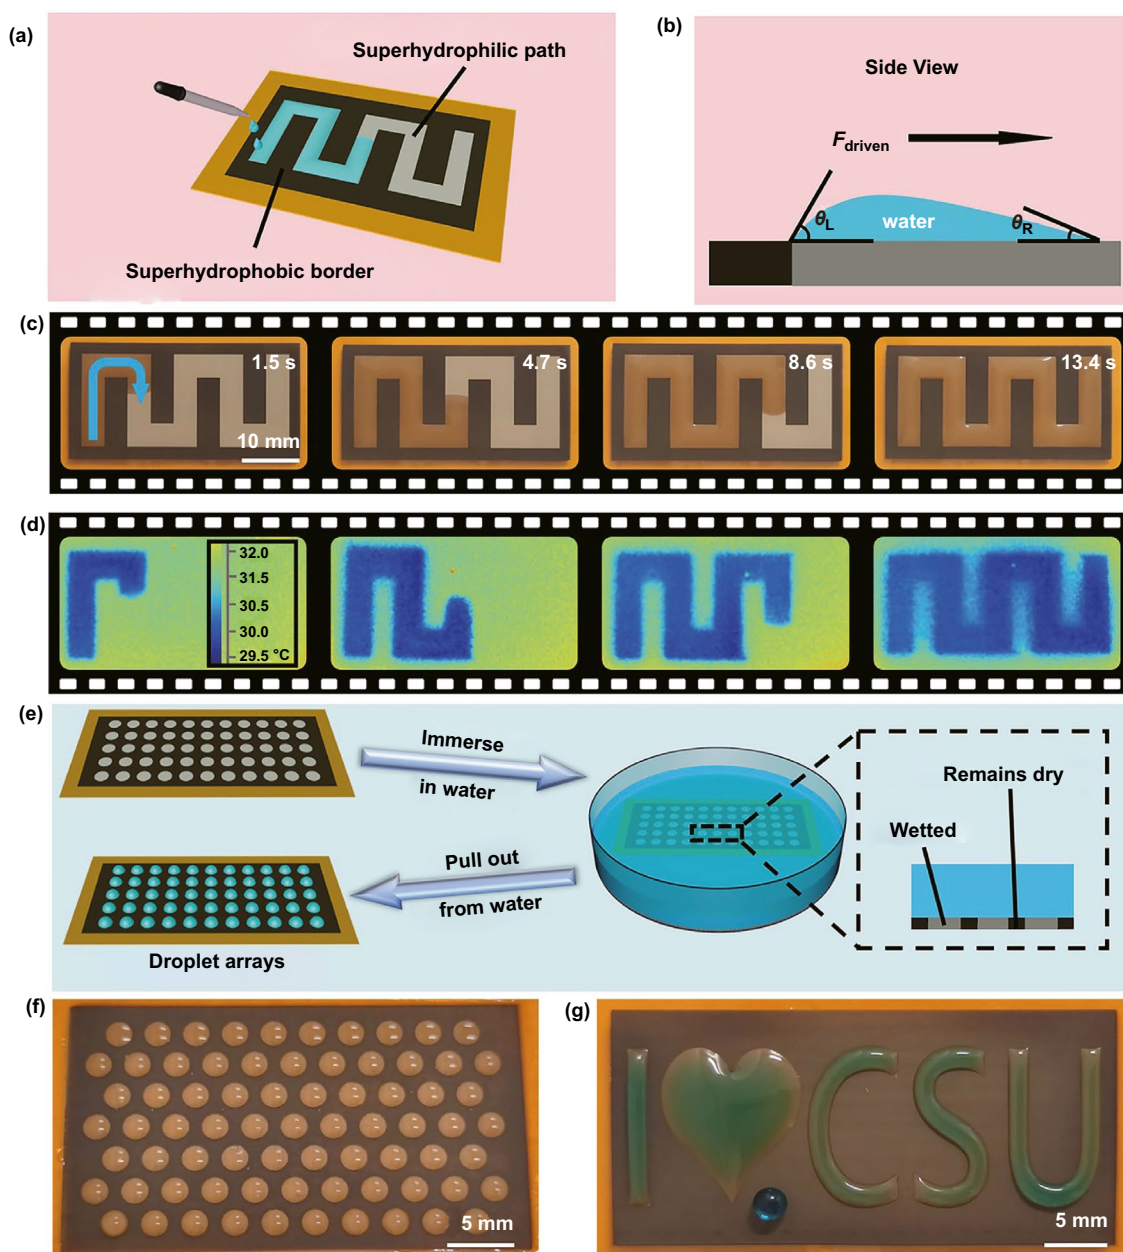 (a)
Superhydrophilic path
Superhydrophobic border
(b)
Side View
F driven
θL
water
θR
(c)
1.5 s
10 mm
4.7 s
8.6 s
13.4 s
(d)
32.0
31.5
30.5
30.0
29.5 °C
(e)
Immerse
in water
Pull out
from water
Droplet arrays
Remains dry
Wetted
(f)
5 mm
(g)
I CSU
5 mm